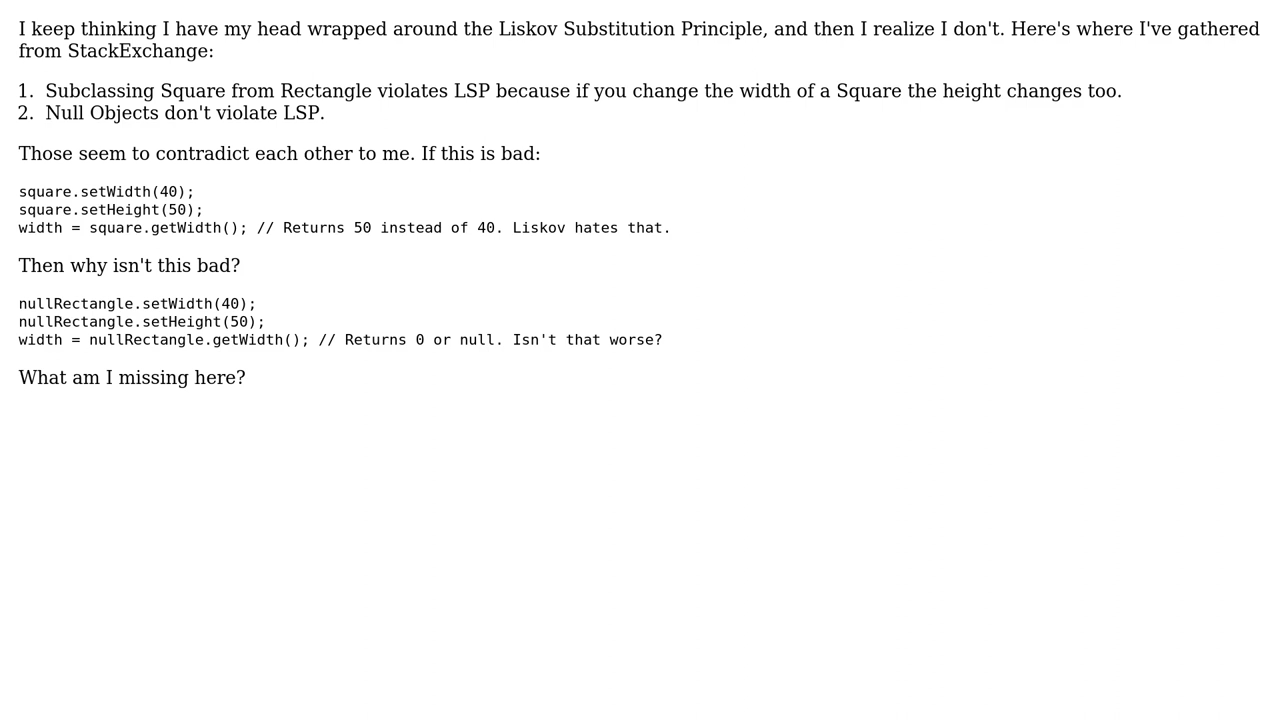 I keep thinking I have my head wrapped around the Liskov Substitution Principle, and then I realize I don't. Here's where I've gathered
from StackExchange:
1. Subclassing Square from Rectangle violates LSP because if you change the width of a Square the height changes too.
2. Null Objects don't violate LSP.
Those seem to contradict each other to me. If this is bad:
square.setWidth(40);
square.setHeight(50);
width = square.getWidth(); // Returns 50 instead of 40. Liskov hates that.
Then why isn't this bad?
nullRectangle.setWidth(40);
nullRectangle.setHeight(50);
width = nullRectangle.getWidth(); // Returns 0 or null. Isn't that worse?
What am I missing here?